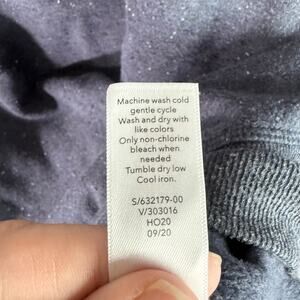 Machine wash cold
gentle cycle
Wash and dry with
like colors
Only non-chlorine
bleach when
needed
Tumble dry low
Cool iron.
S/632179-00
V/303016
HO20
09/20